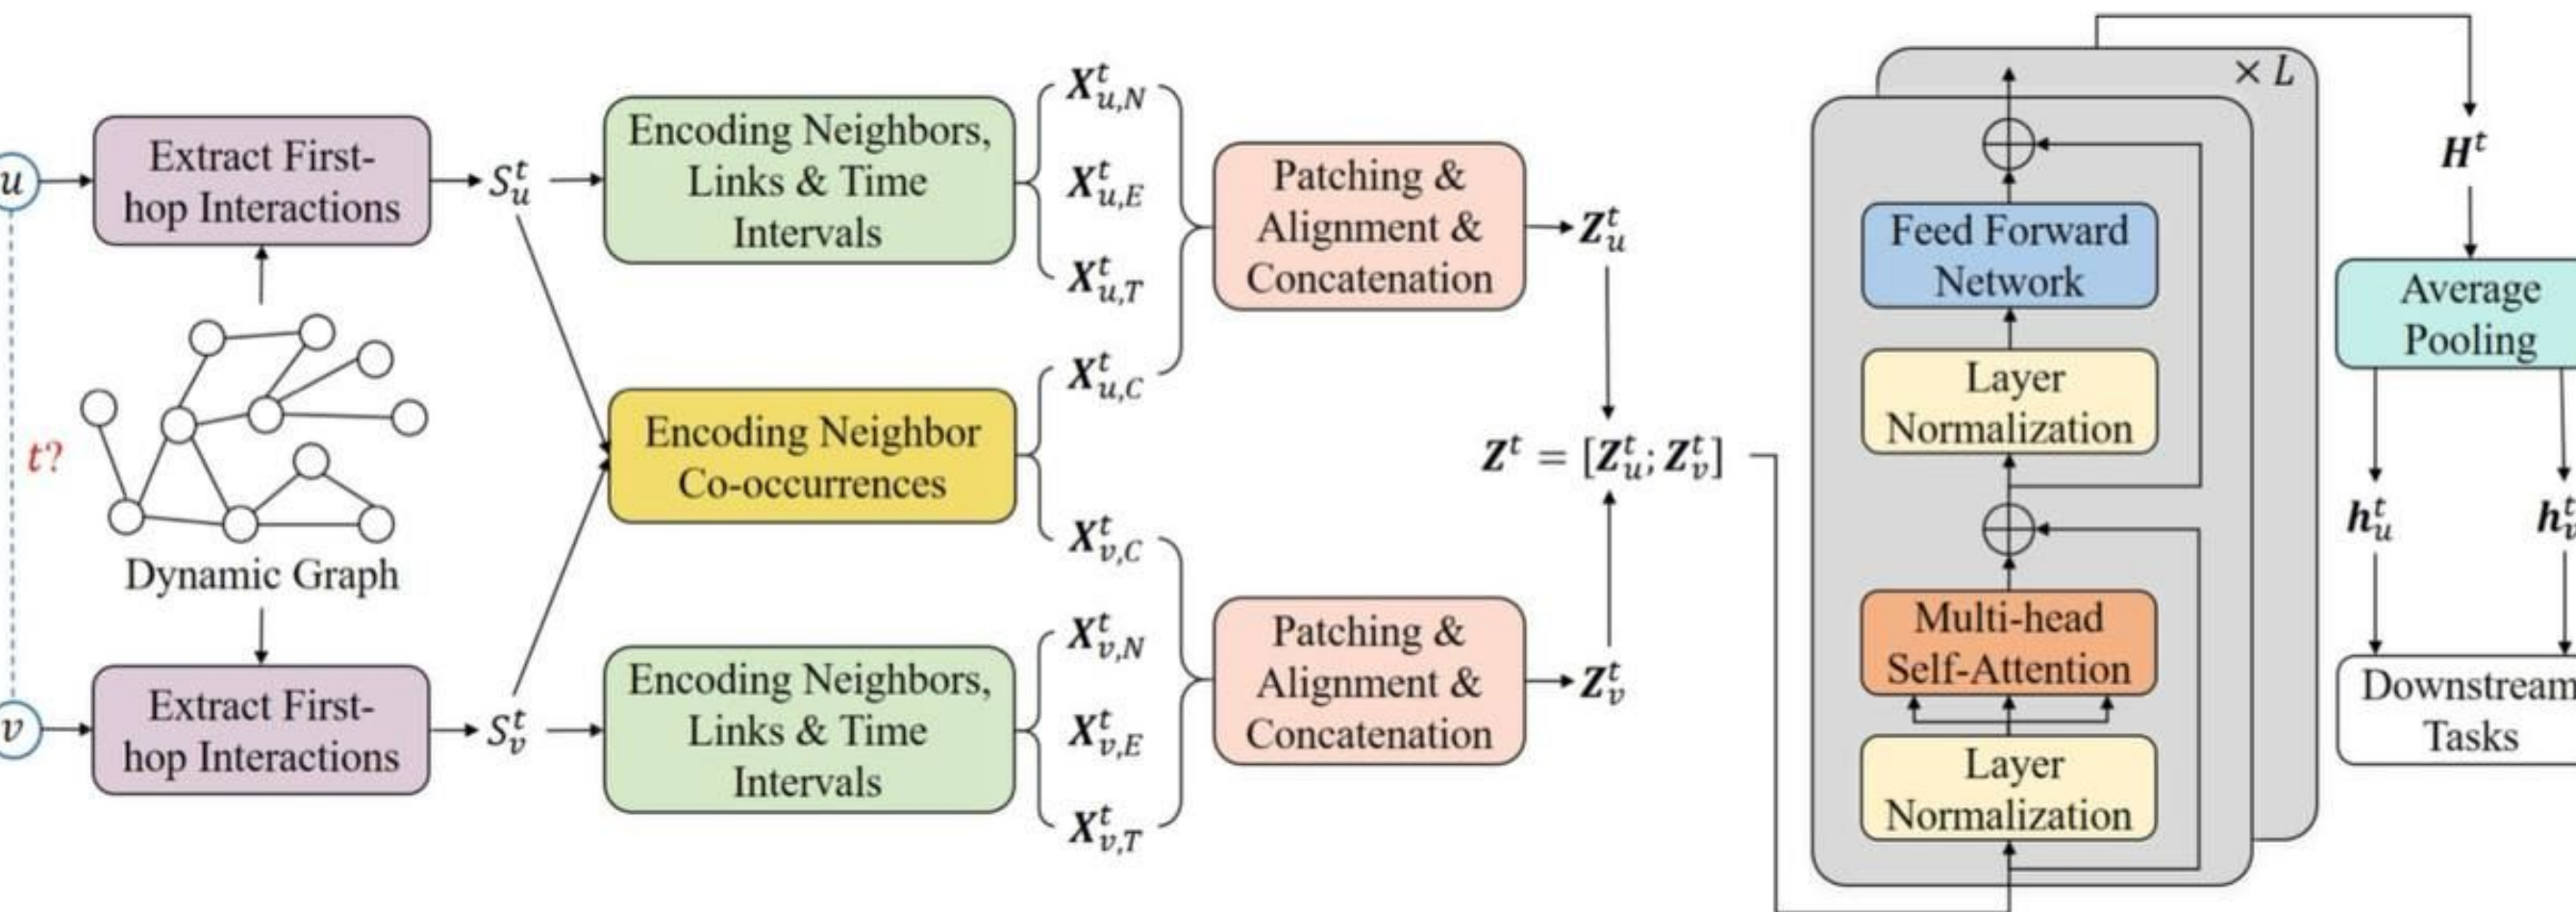 u
Extract First-
hop Interactions
S_u^t
Encoding Neighbors,
Links & Time
Intervals
X_{u,N}^t
X_{u,E}^t
X_{u,T}^t
Patching &
Alignment &
Concatenation
Z_u^t
t?
Dynamic Graph
Encoding Neighbor
Co-occurrences
X_{u,C}^t
X_{v,C}^t
Z^t = [Z_u^t; Z_v^t]
v
Extract First-
hop Interactions
S_v^t
Encoding Neighbors,
Links & Time
Intervals
X_{v,N}^t
X_{v,E}^t
X_{v,T}^t
Patching &
Alignment &
Concatenation
Z_v^t
× L
Feed Forward
Network
Layer
Normalization
Multi-head
Self-Attention
Layer
Normalization
H^t
Average
Pooling
h_u^t
h_v^t
Downstream
Tasks